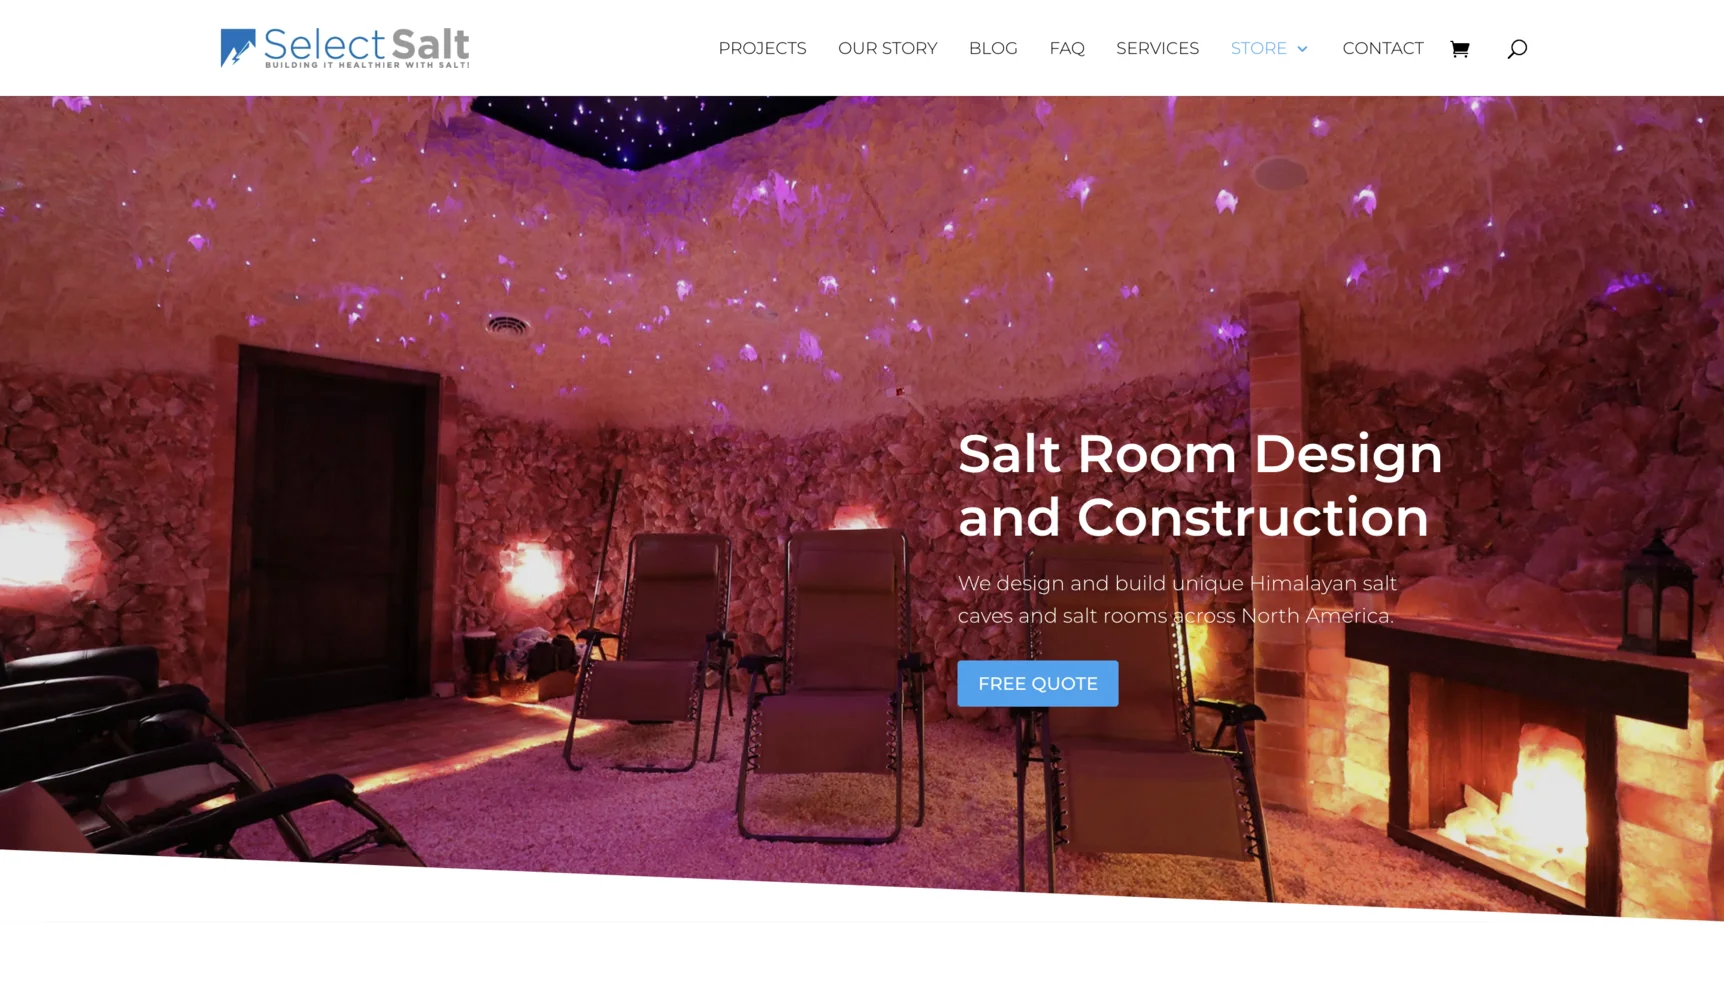 Select Salt
BUILDING IT HEALTHIER WITH SALT!
PROJECTS OUR STORY BLOG FAQ SERVICES STORE CONTACT
Salt Room Design
and Construction
We design and build unique Himalayan salt
caves and salt rooms across North America.
FREE QUOTE